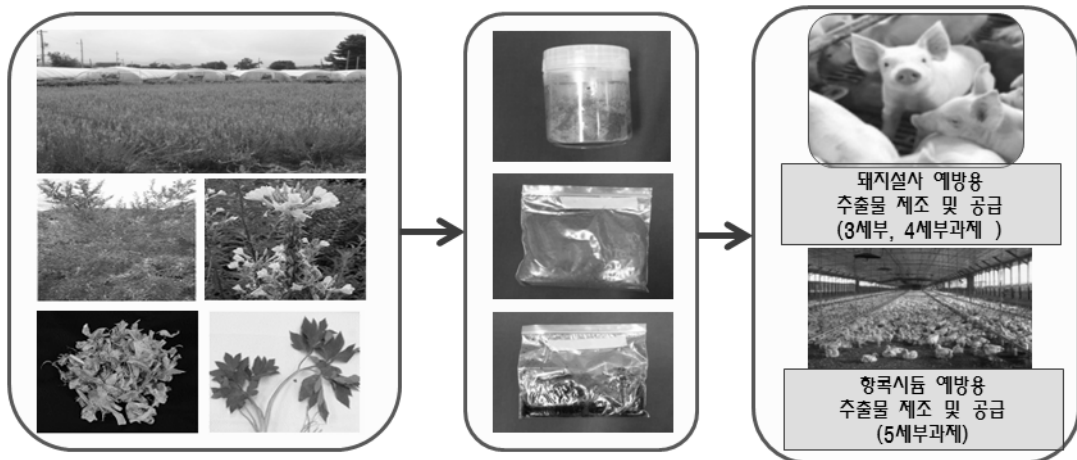 돼지설사 예방용
추출물 제조 및 공급
(3세부, 4세부과제 )
항콕시듐 예방용
추출물 제조 및 공급
(5세부과제)